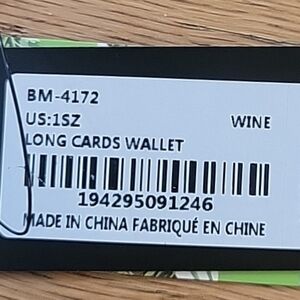 BM-4172
US:1SZ WINE
LONG CARDS WALLET
194295091246
MADE IN CHINA FABRIQUÉ EN CHINE